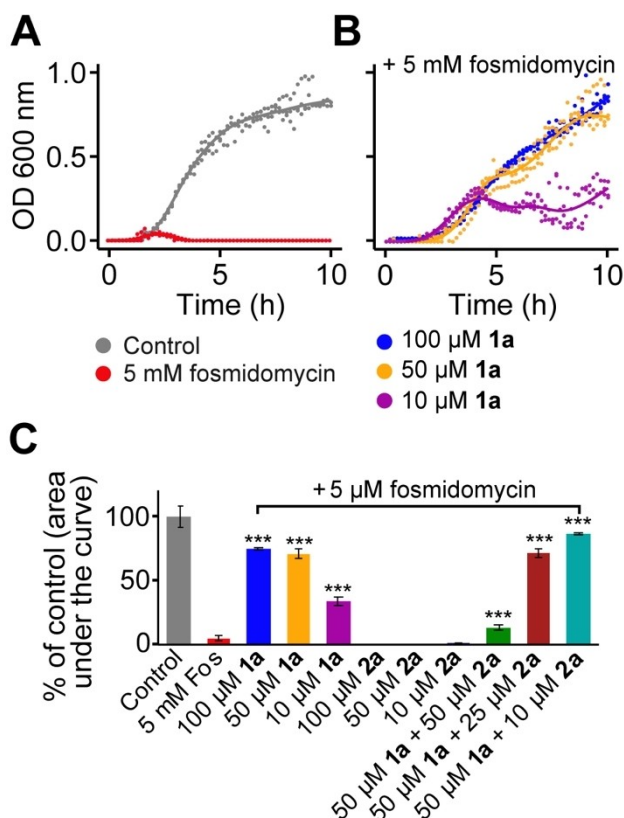 A
B
+ 5 mM fosmidomycin
OD 600 nm
1.0
0.5
0.0
0
5
10
0
5
10
Time (h)
Time (h)
Control
5 mM fosmidomycin
100 µM 1a
50 µM 1a
10 µM 1a
C
+ 5 µM fosmidomycin
% of control (area
under the curve)
100
50
0
***
***
***
***
***
***
Control
5 mM Fos
100 µM 1a
50 µM 1a
10 µM 1a
100 µM 2a
50 µM 2a
10 µM 2a
50 µM 1a + 50 µM 2a
50 µM 1a + 25 µM 2a
50 µM 1a + 10 µM 2a